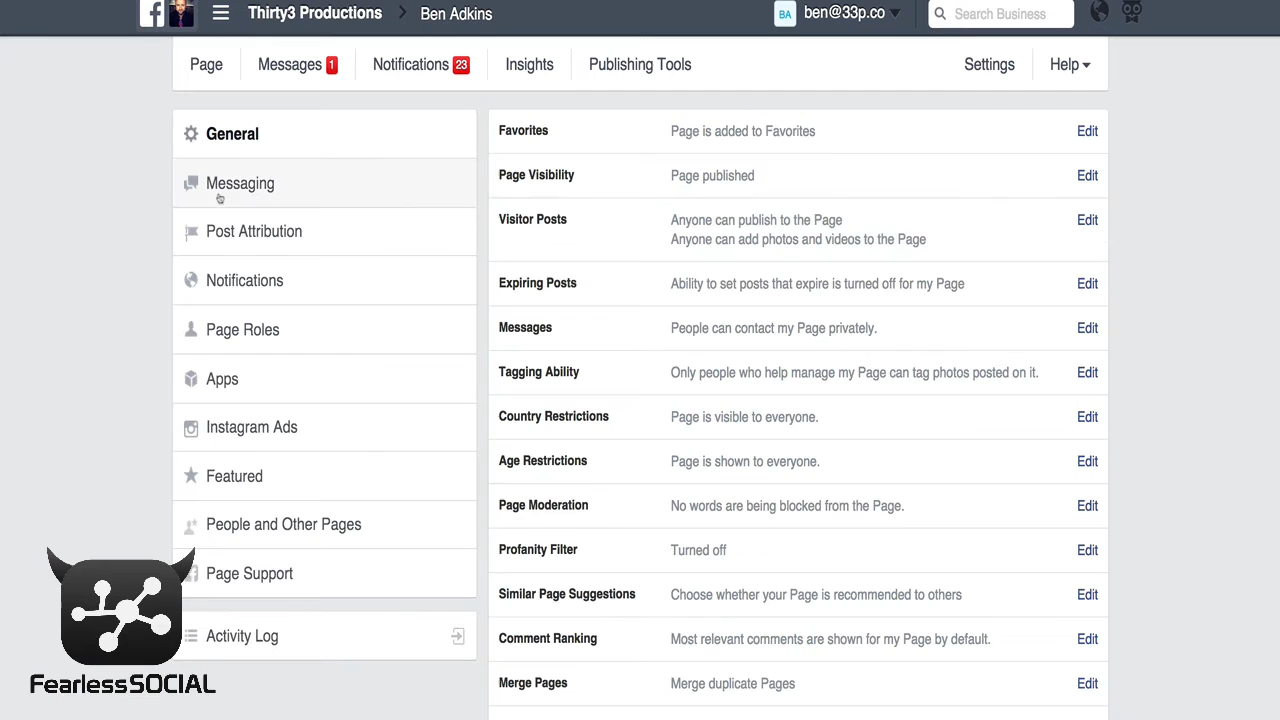 Thirty3 Productions Ben Adkins BA ben@33p.co Search Business
Page Messages 1 Notifications 23 Insights Publishing Tools Settings Help
General
Messaging
Post Attribution
Notifications
Page Roles
Apps
Instagram Ads
Featured
People and Other Pages
Page Support
Activity Log
Favorites Page is added to Favorites Edit
Page Visibility Page published Edit
Visitor Posts Anyone can publish to the Page Edit
Anyone can add photos and videos to the Page
Expiring Posts Ability to set posts that expire is turned off for my Page Edit
Messages People can contact my Page privately. Edit
Tagging Ability Only people who help manage my Page can tag photos posted on it. Edit
Country Restrictions Page is visible to everyone. Edit
Age Restrictions Page is shown to everyone. Edit
Page Moderation No words are being blocked from the Page. Edit
Profanity Filter Turned off Edit
Similar Page Suggestions Choose whether your Page is recommended to others Edit
Comment Ranking Most relevant comments are shown for my Page by default. Edit
Merge Pages Merge duplicate Pages Edit
FearlessSOCIAL